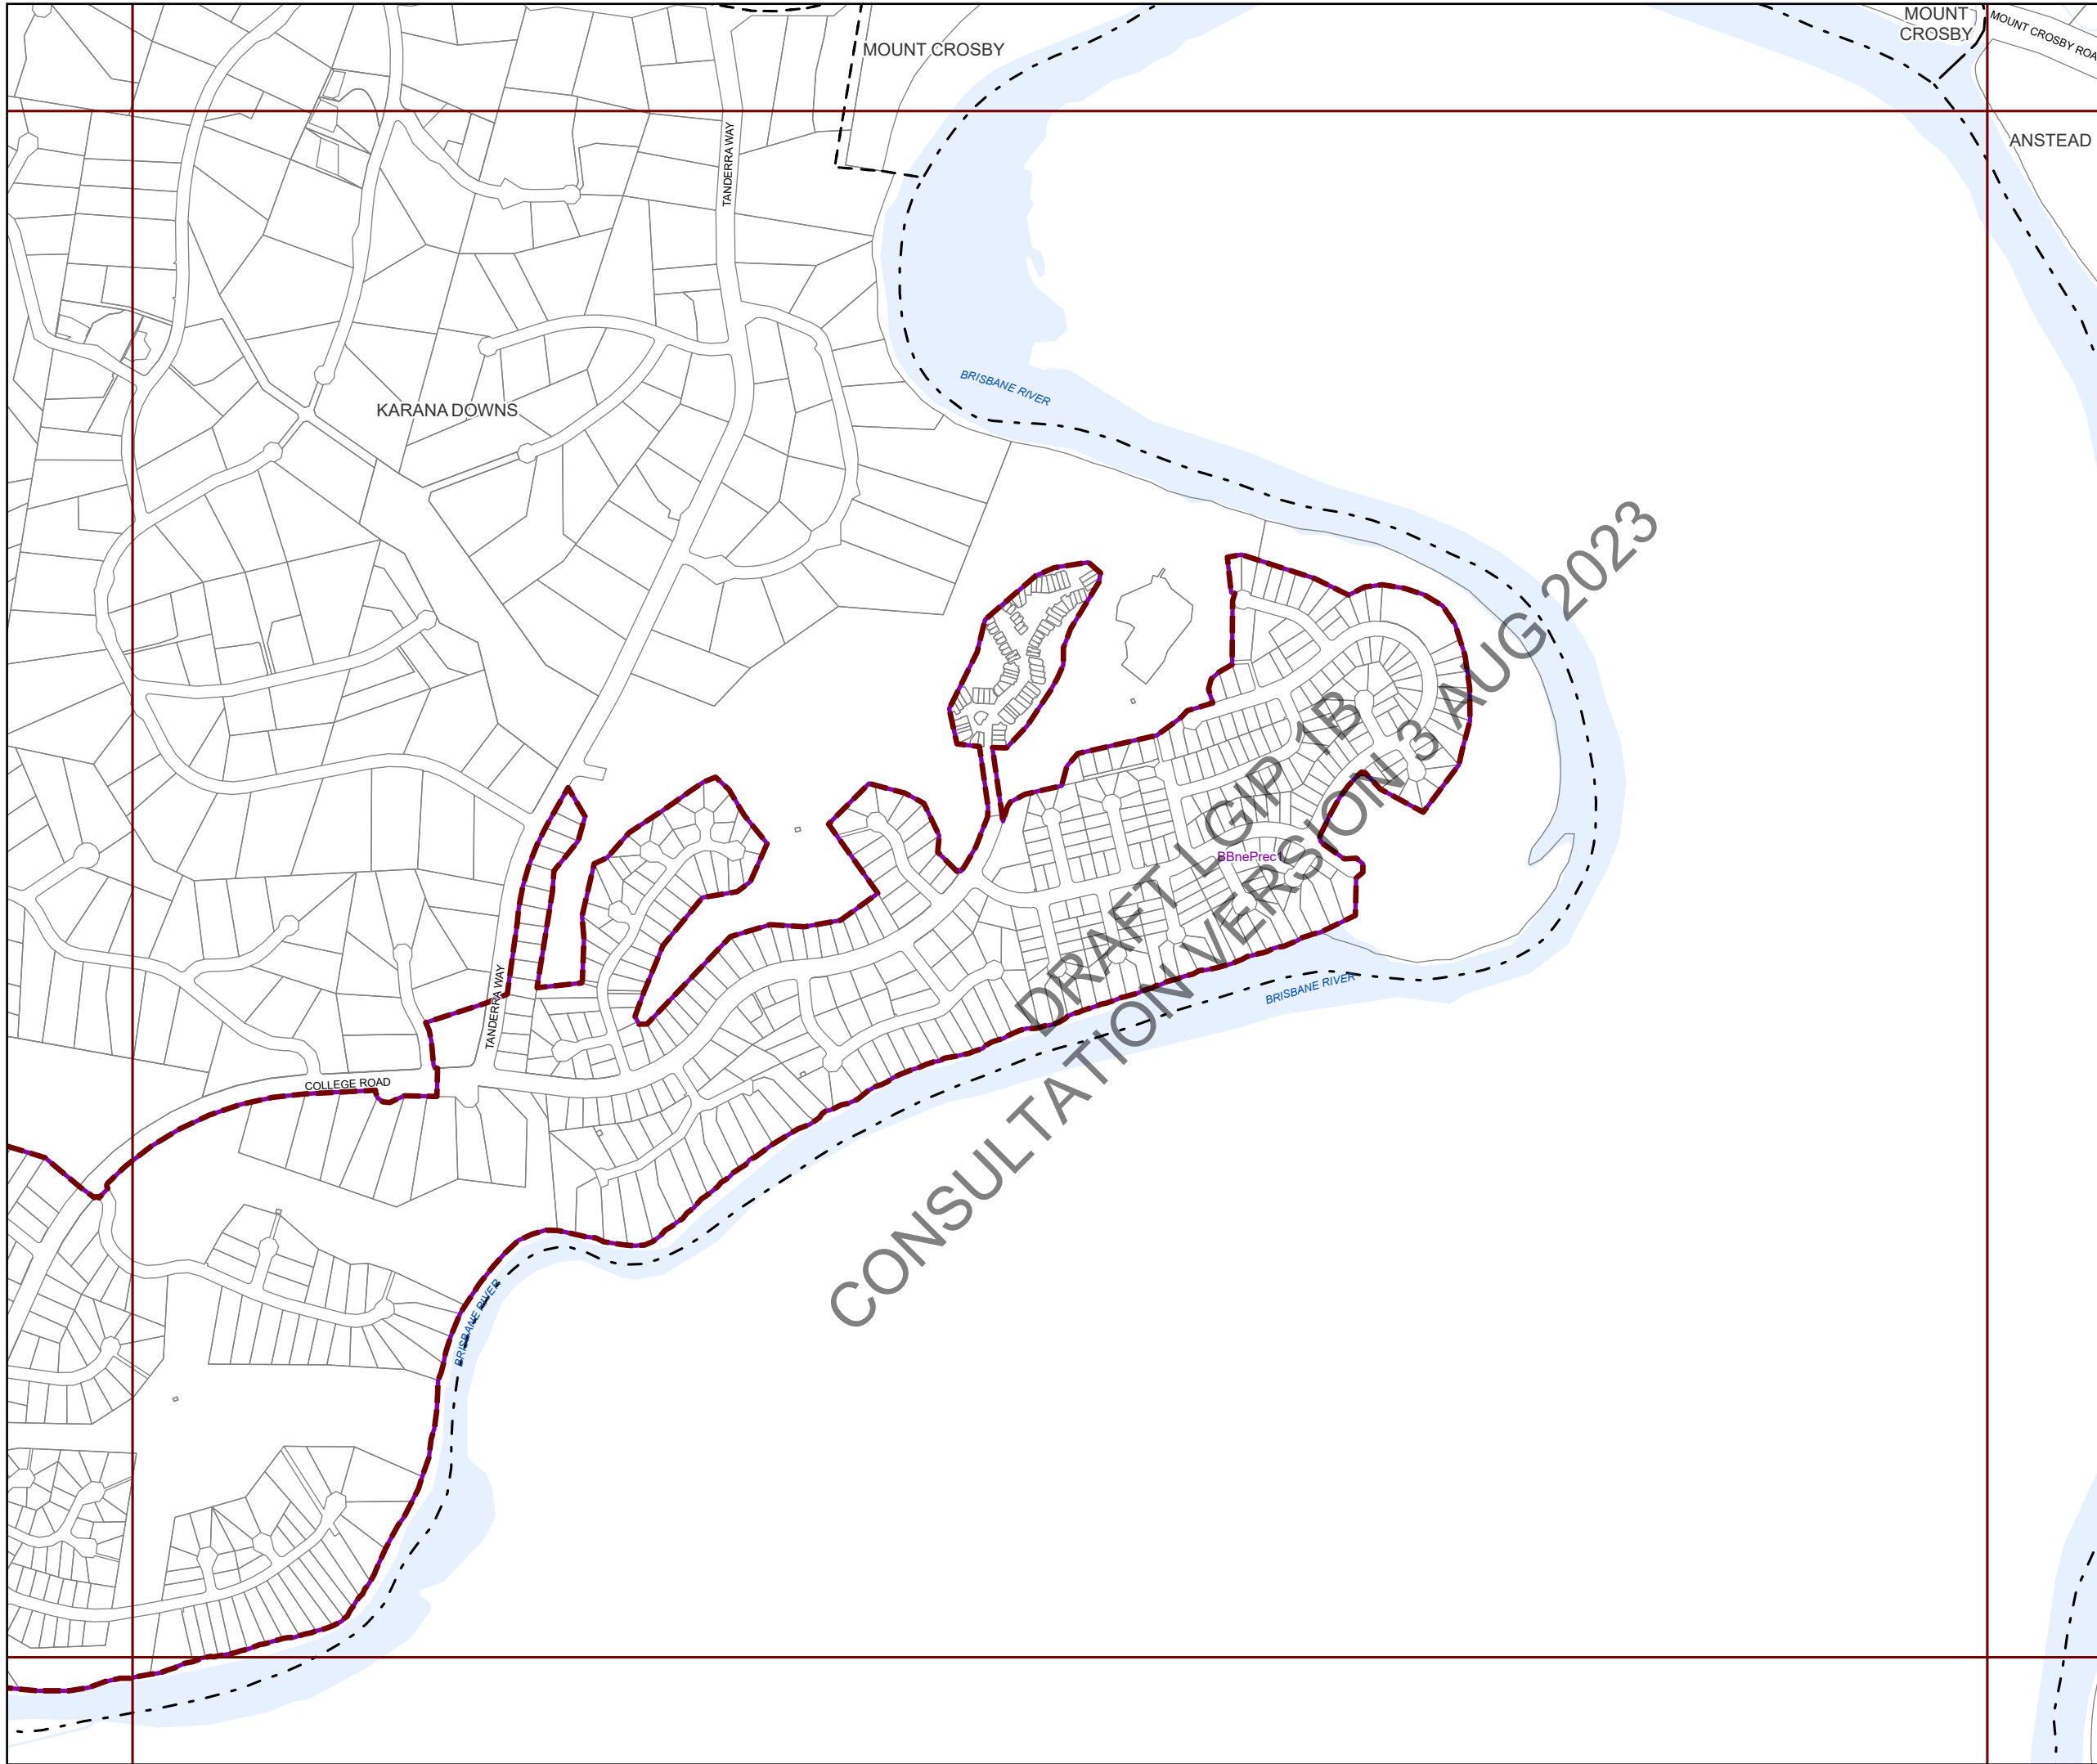 MOUNT
CROSBY
MOUNT CROSBY ROA
MOUNT CROSBY
ANSTEAD
TANDERRA WAY
BRISBANE RIVER
KARANA DOWNS
DRAFT LGIP 1B
CONSULTATION VERSION 3 AUG 2023
BBnePrec1
TANDERRA WAY
BRISBANE RIVER
COLLEGE ROAD
BRISBANE RIVER